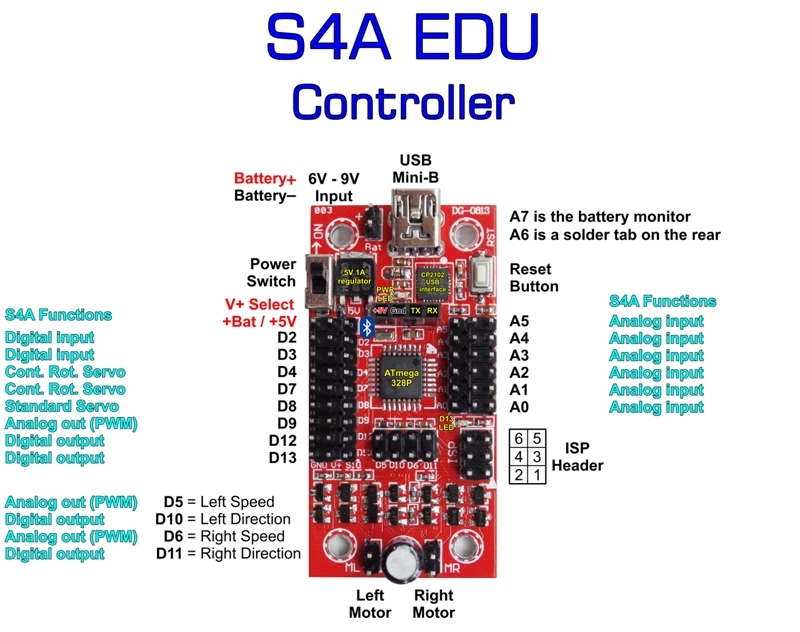 S4A EDU
Controller
Battery+
Battery–
6V - 9V
Input
USB
Mini-B
A7 is the battery monitor
A6 is a solder tab on the rear
003
DG-0813
+
Bat
ON
RST
Power
Switch
5V 1A
regulator
PWR
LED
CP2102
USB
interface
Reset
Button
V+ Select
+Bat / +5V
5V
+5V Gnd TX RX
S4A Functions
Digital input
Digital input
Cont. Rot. Servo
Cont. Rot. Servo
Standard Servo
Analog out (PWM)
Digital output
Digital output
D2
D3
D4
D7
D8
D9
D12
D13
D2
D3
D4
D7
D8
D9
ATmega
328P
D13
LED
A5
A4
A3
A2
A1
A0
S4A Functions
Analog input
Analog input
Analog input
Analog input
Analog input
Analog input
GND V+ SIG
D5 D10 D6 D11
ISP
6 5
4 3
2 1
ISP
Header
Analog out (PWM) D5 = Left Speed
Digital output D10 = Left Direction
Analog out (PWM) D6 = Right Speed
Digital output D11 = Right Direction
ML
MR
Left
Motor
Right
Motor